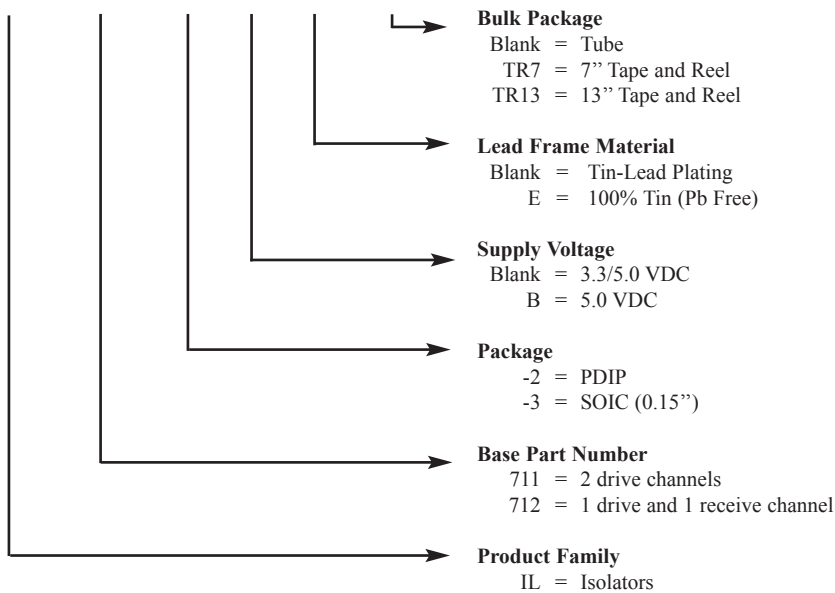 Bulk Package
Blank = Tube
TR7 = 7’’ Tape and Reel
TR13 = 13’’ Tape and Reel
Lead Frame Material
Blank = Tin-Lead Plating
E = 100% Tin (Pb Free)
Supply Voltage
Blank = 3.3/5.0 VDC
B = 5.0 VDC
Package
-2 = PDIP
-3 = SOIC (0.15’’)
Base Part Number
711 = 2 drive channels
712 = 1 drive and 1 receive channel
Product Family
IL = Isolators